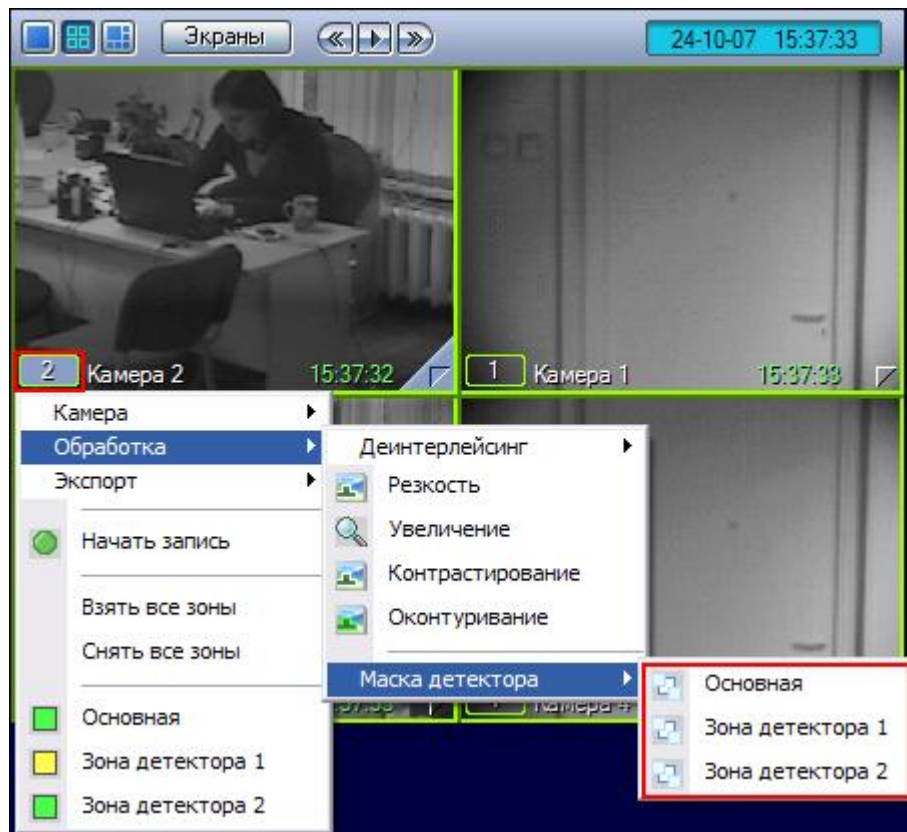 Экраны
24-10-07 15:37:33
2 Камера 2 15:37:32
1 Камера 1 15:37:33
Камера
Обработка
Экспорт
Начать запись
Взять все зоны
Снять все зоны
Основная
Зона детектора 1
Зона детектора 2
Деинтерлейсинг
Резкость
Увеличение
Контрастирование
Оконтуривание
Маска детектора
Основная
Зона детектора 1
Зона детектора 2
Камера 4